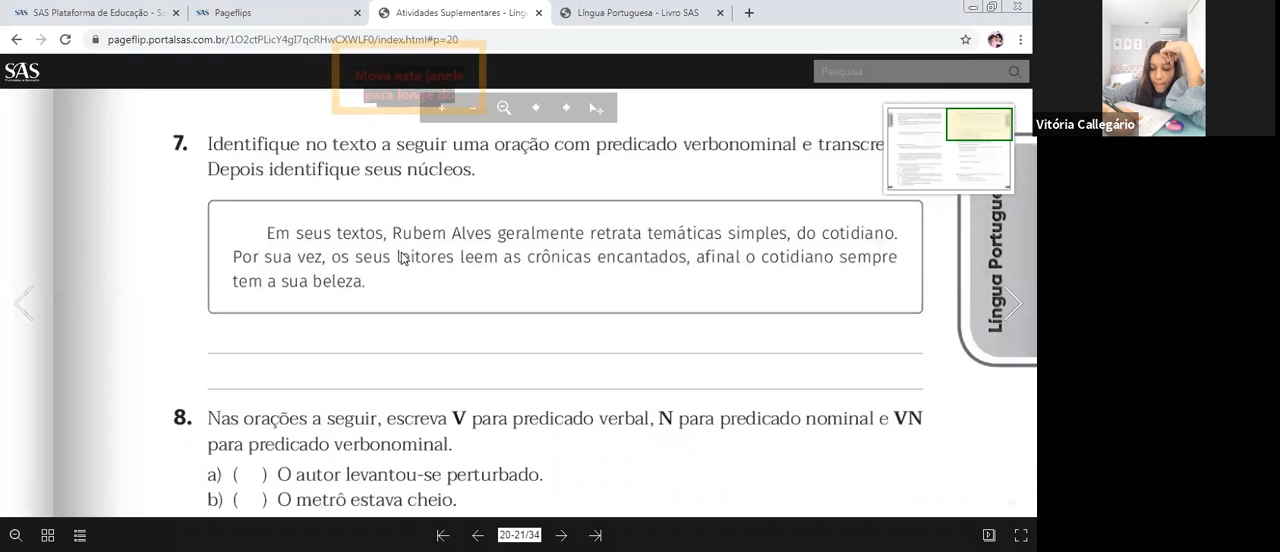 SAS Plataforma de Educação - So
Pageflips
Atividades Suplementares - Líng
Língua Portuguesa - Livro SAS
pageflip.portalsas.com.br/1O2ctPLicY4gI7qcRHwCXWLF0/index.html#p=20
SAS
Mova esta janela
para longe do
Pesquisa
Vitória Callegário
7. Identifique no texto a seguir uma oração com predicado verbonominal e transcre
Depois identifique seus núcleos.
Em seus textos, Rubem Alves geralmente retrata temáticas simples, do cotidiano.
Por sua vez, os seus leitores leem as crônicas encantados, afinal o cotidiano sempre
tem a sua beleza.
Língua Portugue
8. Nas orações a seguir, escreva V para predicado verbal, N para predicado nominal e VN
para predicado verbonominal.
a) ( ) O autor levantou-se perturbado.
b) ( ) O metrô estava cheio.
20-21/34